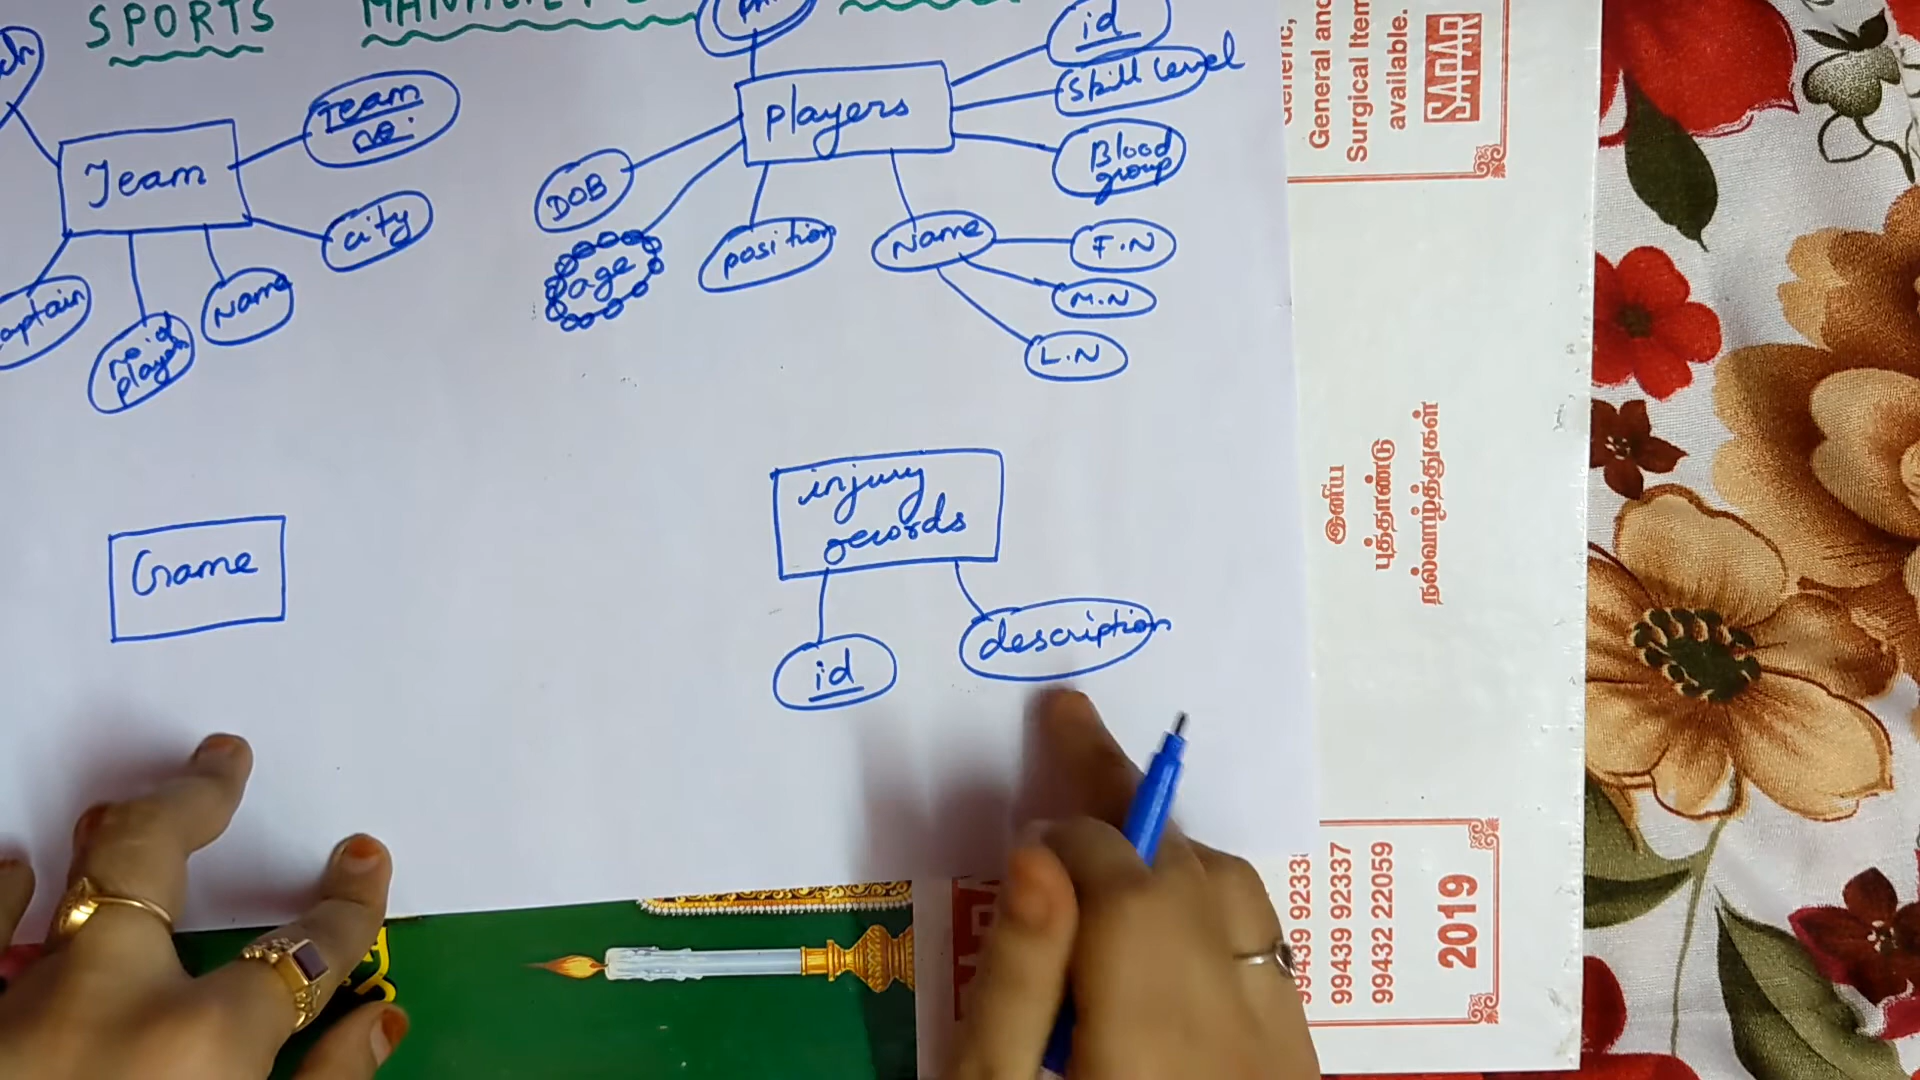 SPORTS
Team
Team
no:
city
Name
no. of
players
players
id
Skill level
Blood
group
DOB
age
position
Name
F.N
M.N
L.N
Game
injury
records
id
description
General and
Surgical Item
available.
SAFAR
இனிய
புத்தாண்டு
நல்வாழ்த்துகள்
99439 92337
99432 22059
2019